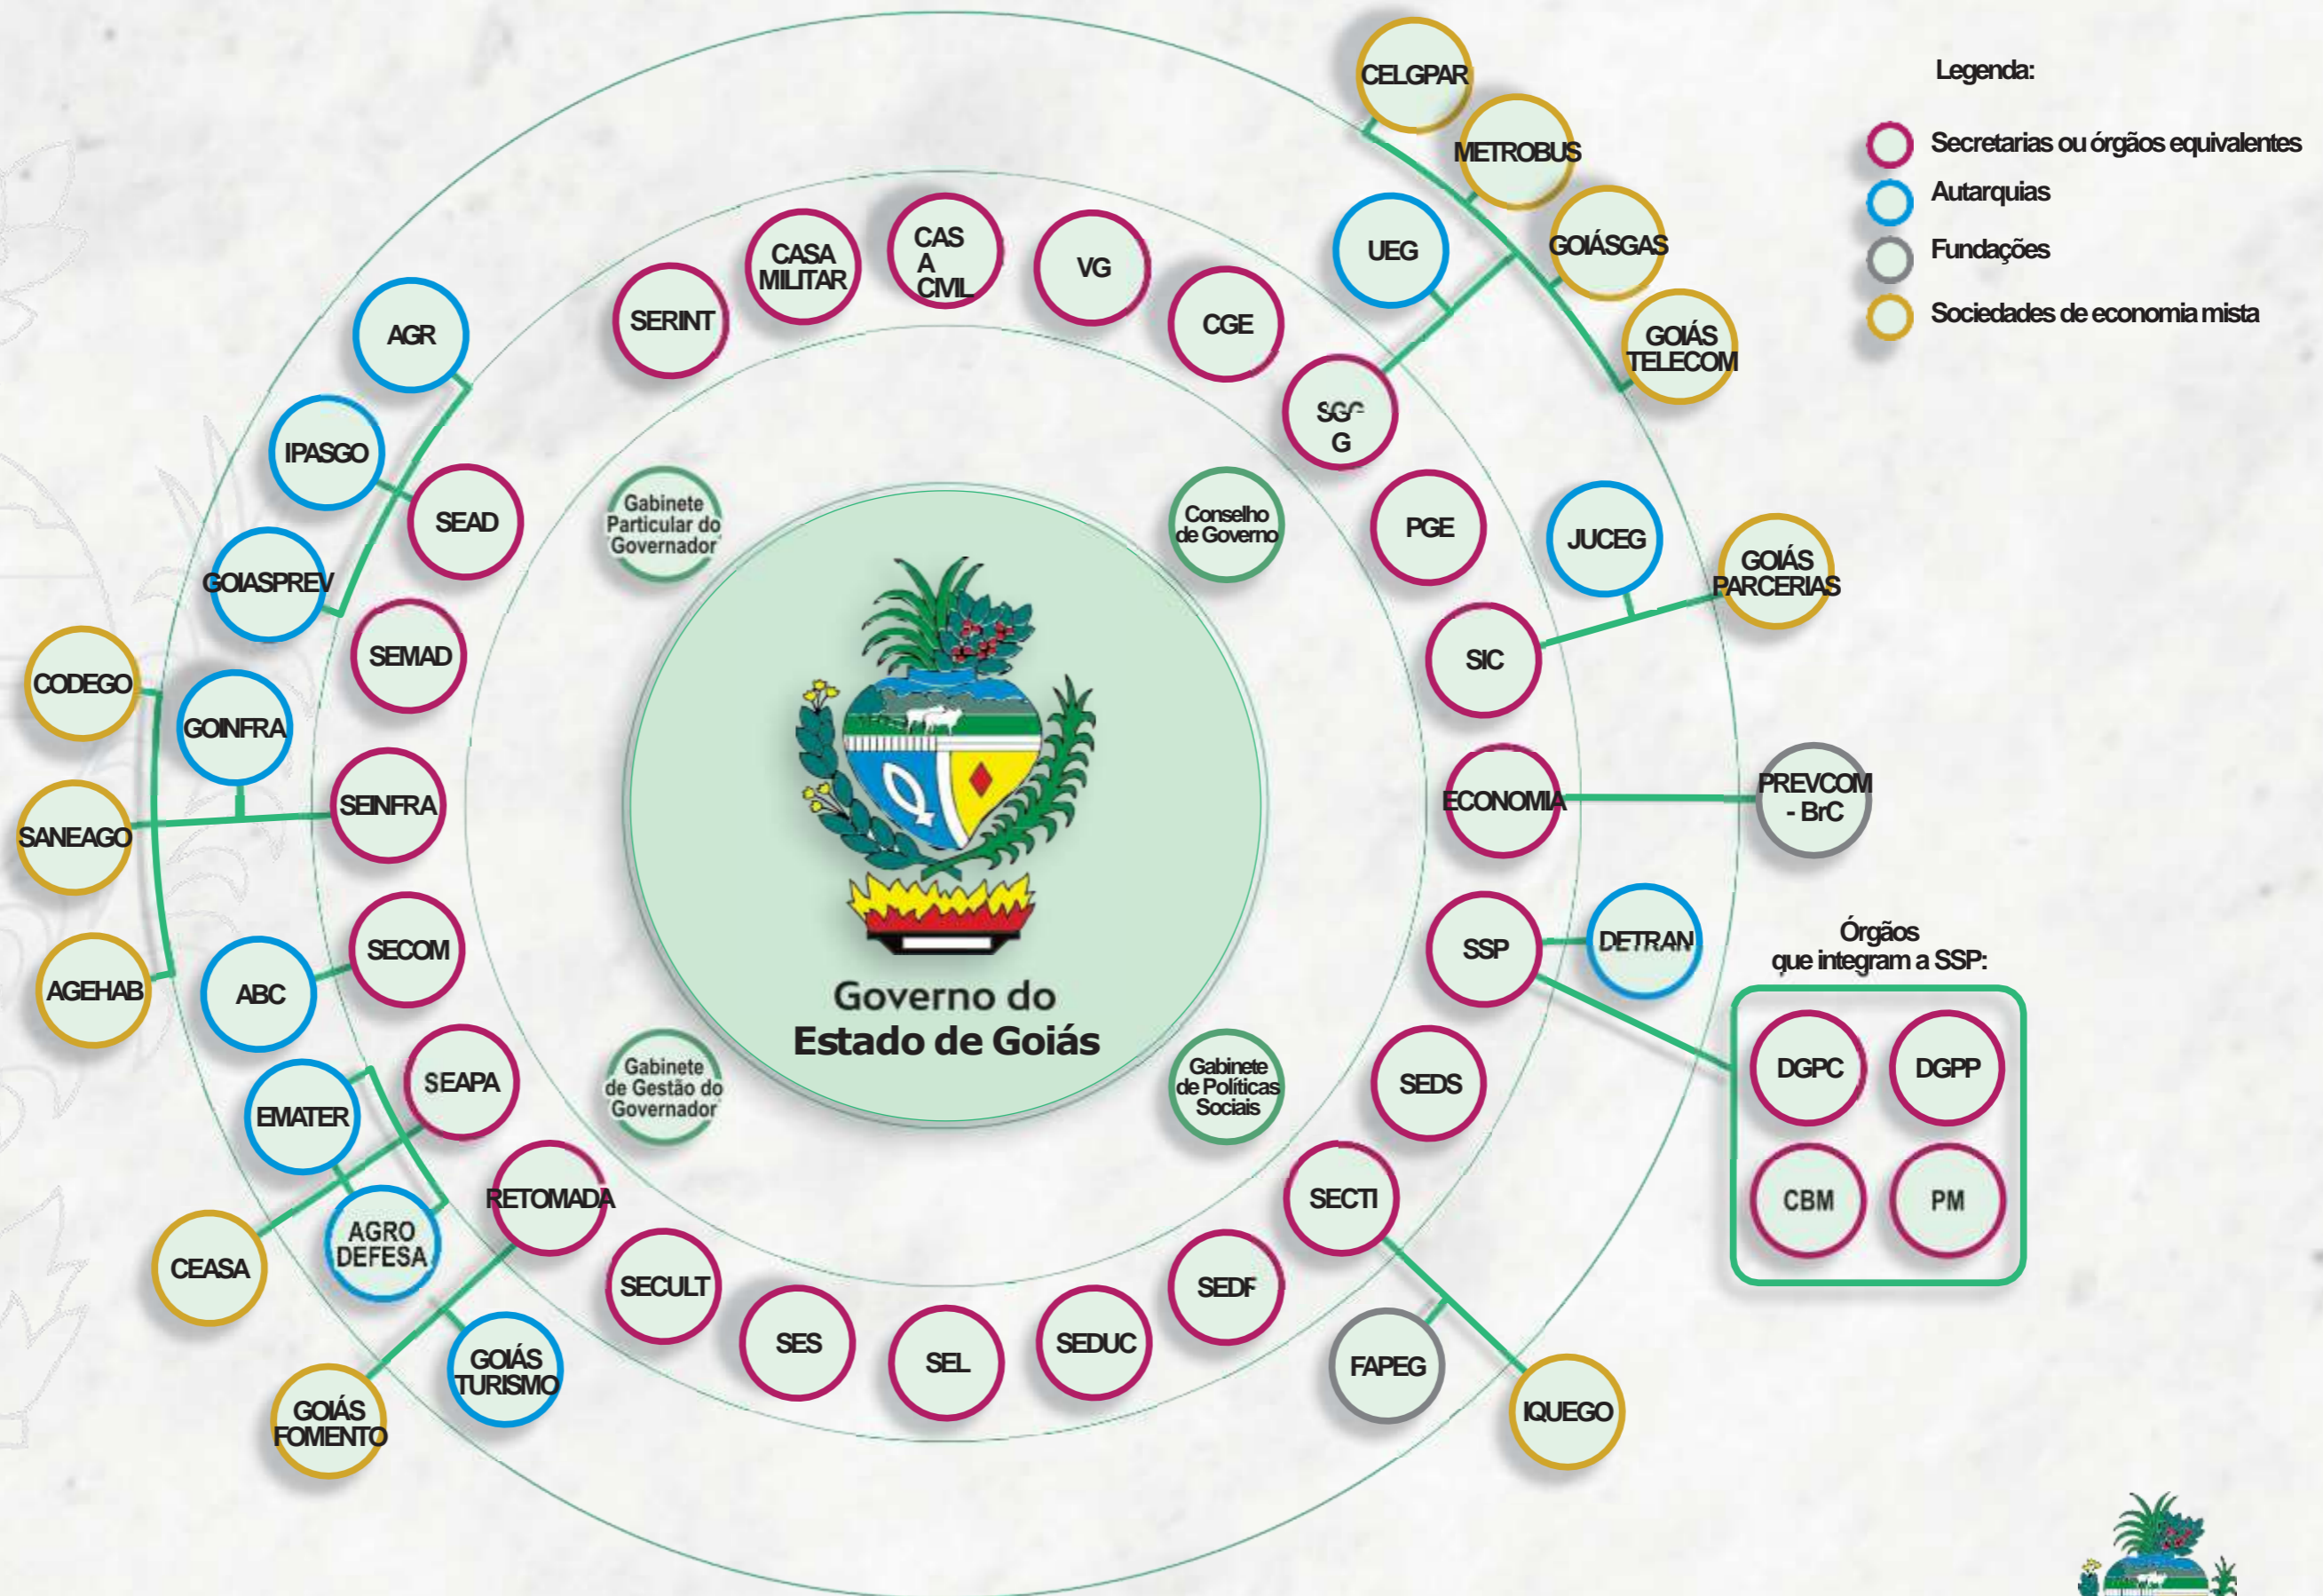 Legenda:
Secretarias ou órgãos equivalentes
Autarquias
Fundações
Sociedades de economia mista
CELGPAR
METROBUS
GOIÁSGAS
GOIÁS
TELECOM
UEG
SERINT
CASA
MILITAR
CAS
A
CIVIL
VG
CGE
G
PGE
SIC
JUCEG
GOIÁS
PARCERIAS
ECONOMIA
PREVCOM
- BrC
SSP
DETRAN
Órgãos
que integram a SSP:
DGPC
DGPP
CBM
PM
SEDS
SECTI
FAPEG
IQUEGO
SEDF
SEDUC
SEL
SES
SECULT
RETOMADA
GOIÁS
TURISMO
GOIÁS
FOMENTO
SEAPA
EMATER
AGRO
DEFESA
CEASA
SECOM
ABC
SEINFRA
GOINFRA
CODEGO
SANEAGO
AGEHAB
SEMAD
SEAD
AGR
IPASGO
GOIASPREV
Gabinete
Particular do
Governador
Conselho
de Governo
Gabinete
de Gestão do
Governador
Gabinete
de Políticas
Sociais
Governo do
Estado de Goiás